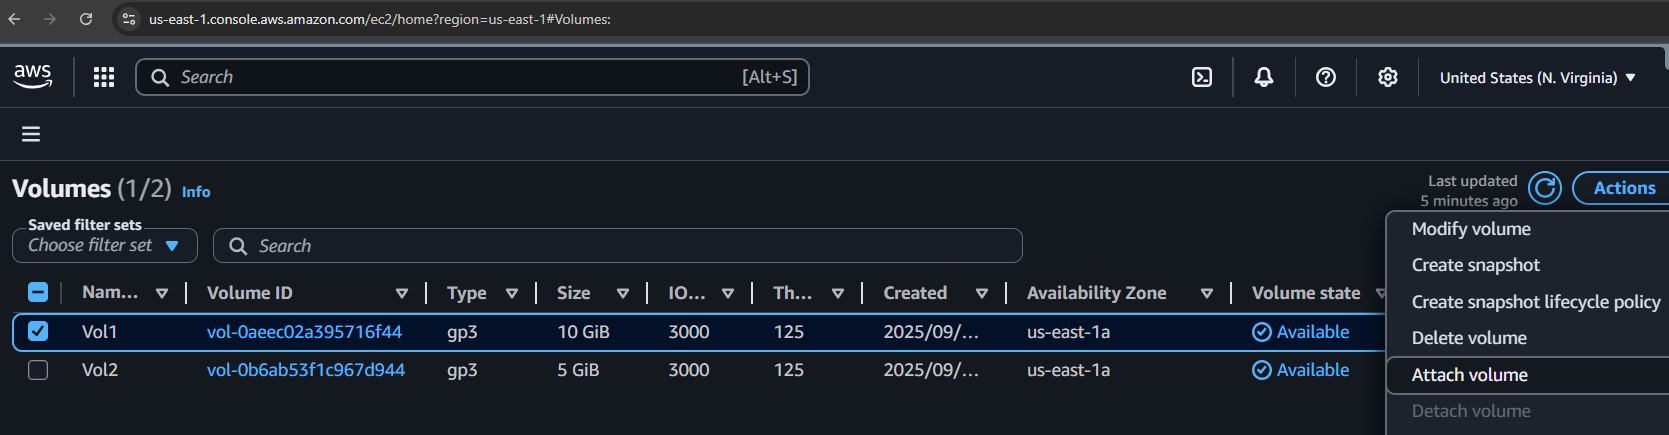 us-east-1.console.aws.amazon.com/ec2/home?region=us-east-1#Volumes:
aws
Search [Alt+S]
United States (N. Virginia)
Volumes (1/2) Info
Last updated
5 minutes ago
Actions
Saved filter sets
Choose filter set
Search
Nam... Volume ID Type Size IO... Th... Created Availability Zone Volume state
Vol1 vol-0aeec02a395716f44 gp3 10 GiB 3000 125 2025/09/... us-east-1a Available
Vol2 vol-0b6ab53f1c967d944 gp3 5 GiB 3000 125 2025/09/... us-east-1a Available
Modify volume
Create snapshot
Create snapshot lifecycle policy
Delete volume
Attach volume
Detach volume